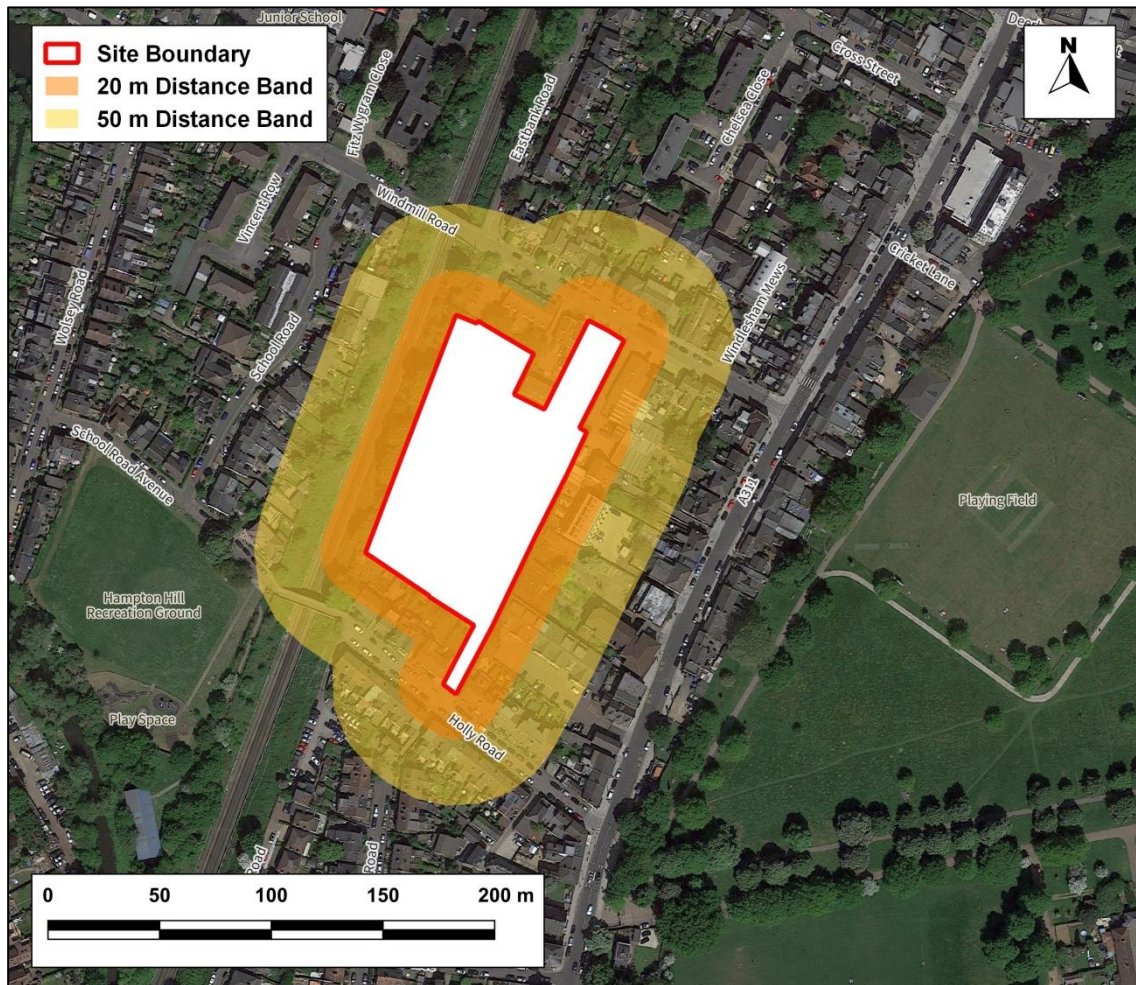 Junior School
Site Boundary
20 m Distance Band
50 m Distance Band
N
Cross Street
Fitz Wygram Close
Eastbank Road
Chelsea Close
Windmill Road
Vincent Row
Cricket Lane
Wolsey Road
School Road
Windlesham Mews
School Road Avenue
A311
Playing Field
Hampton Hill
Recreation Ground
Play Space
Holly Road
Road
Road
0 50 100 150 200 m